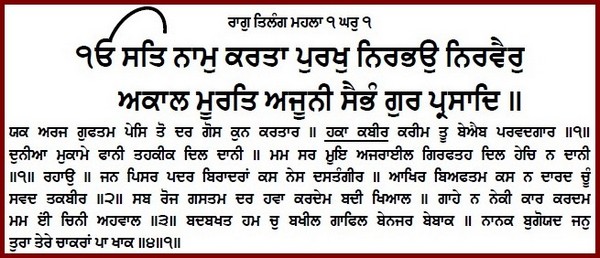 ਰਾਗੁ ਤਿਲੰਗ ਮਹਲਾ ੧ ਘਰੁ ੧
ੴ ਸਤਿ ਨਾਮੁ ਕਰਤਾ ਪੁਰਖੁ ਨਿਰਭਉ ਨਿਰਵੈਰੁ
ਅਕਾਲ ਮੂਰਤਿ ਅਜੂਨੀ ਸੈਭੰ ਗੁਰ ਪ੍ਰਸਾਦਿ ॥
ਯਕ ਅਰਜ ਗੁਫਤਮ ਪੇਸਿ ਤੋ ਦਰ ਗੋਸ ਕੁਨ ਕਰਤਾਰ ॥ ਹਕਾ ਕਬੀਰ ਕਰੀਮ ਤੂ ਬੇਐਬ ਪਰਵਦਗਾਰ ॥੧॥
ਦੁਨੀਆ ਮੁਕਾਮੇ ਫਾਨੀ ਤਹਕੀਕ ਦਿਲ ਦਾਨੀ ॥ ਮਮ ਸਰ ਮੂਇ ਅਜਰਾਈਲ ਗਿਰਫਤਹ ਦਿਲ ਹੇਚਿ ਨ ਦਾਨੀ
॥੧॥ ਰਹਾਉ ॥ ਜਨ ਪਿਸਰ ਪਦਰ ਬਿਰਾਦਰਾਂ ਕਸ ਨੇਸ ਦਸਤੰਗੀਰ ॥ ਆਖਿਰ ਬਿਅਫਤਮ ਕਸ ਨ ਦਾਰਦ ਚੂੰ
ਸਵਦ ਤਕਬੀਰ ॥੨॥ ਸਬ ਰੋਜ ਗਸਤਮ ਦਰ ਹਵਾ ਕਰਦੇਮ ਬਦੀ ਖਿਆਲ ॥ ਗਾਹੇ ਨ ਨੇਕੀ ਕਾਰ ਕਰਦਮ
ਮਮ ਈਂ ਚਿਨੀ ਅਹਵਾਲ ॥੩॥ ਬਦਬਖਤ ਹਮ ਚੁ ਬਖੀਲ ਗਾਫਿਲ ਬੇਨਜਰ ਬੇਬਾਕ ॥ ਨਾਨਕ ਬੁਗੋਯਦ ਜਨੁ
ਤੁਰਾ ਤੇਰੇ ਚਾਕਰਾਂ ਪਾ ਖਾਕ ॥੪॥੧॥